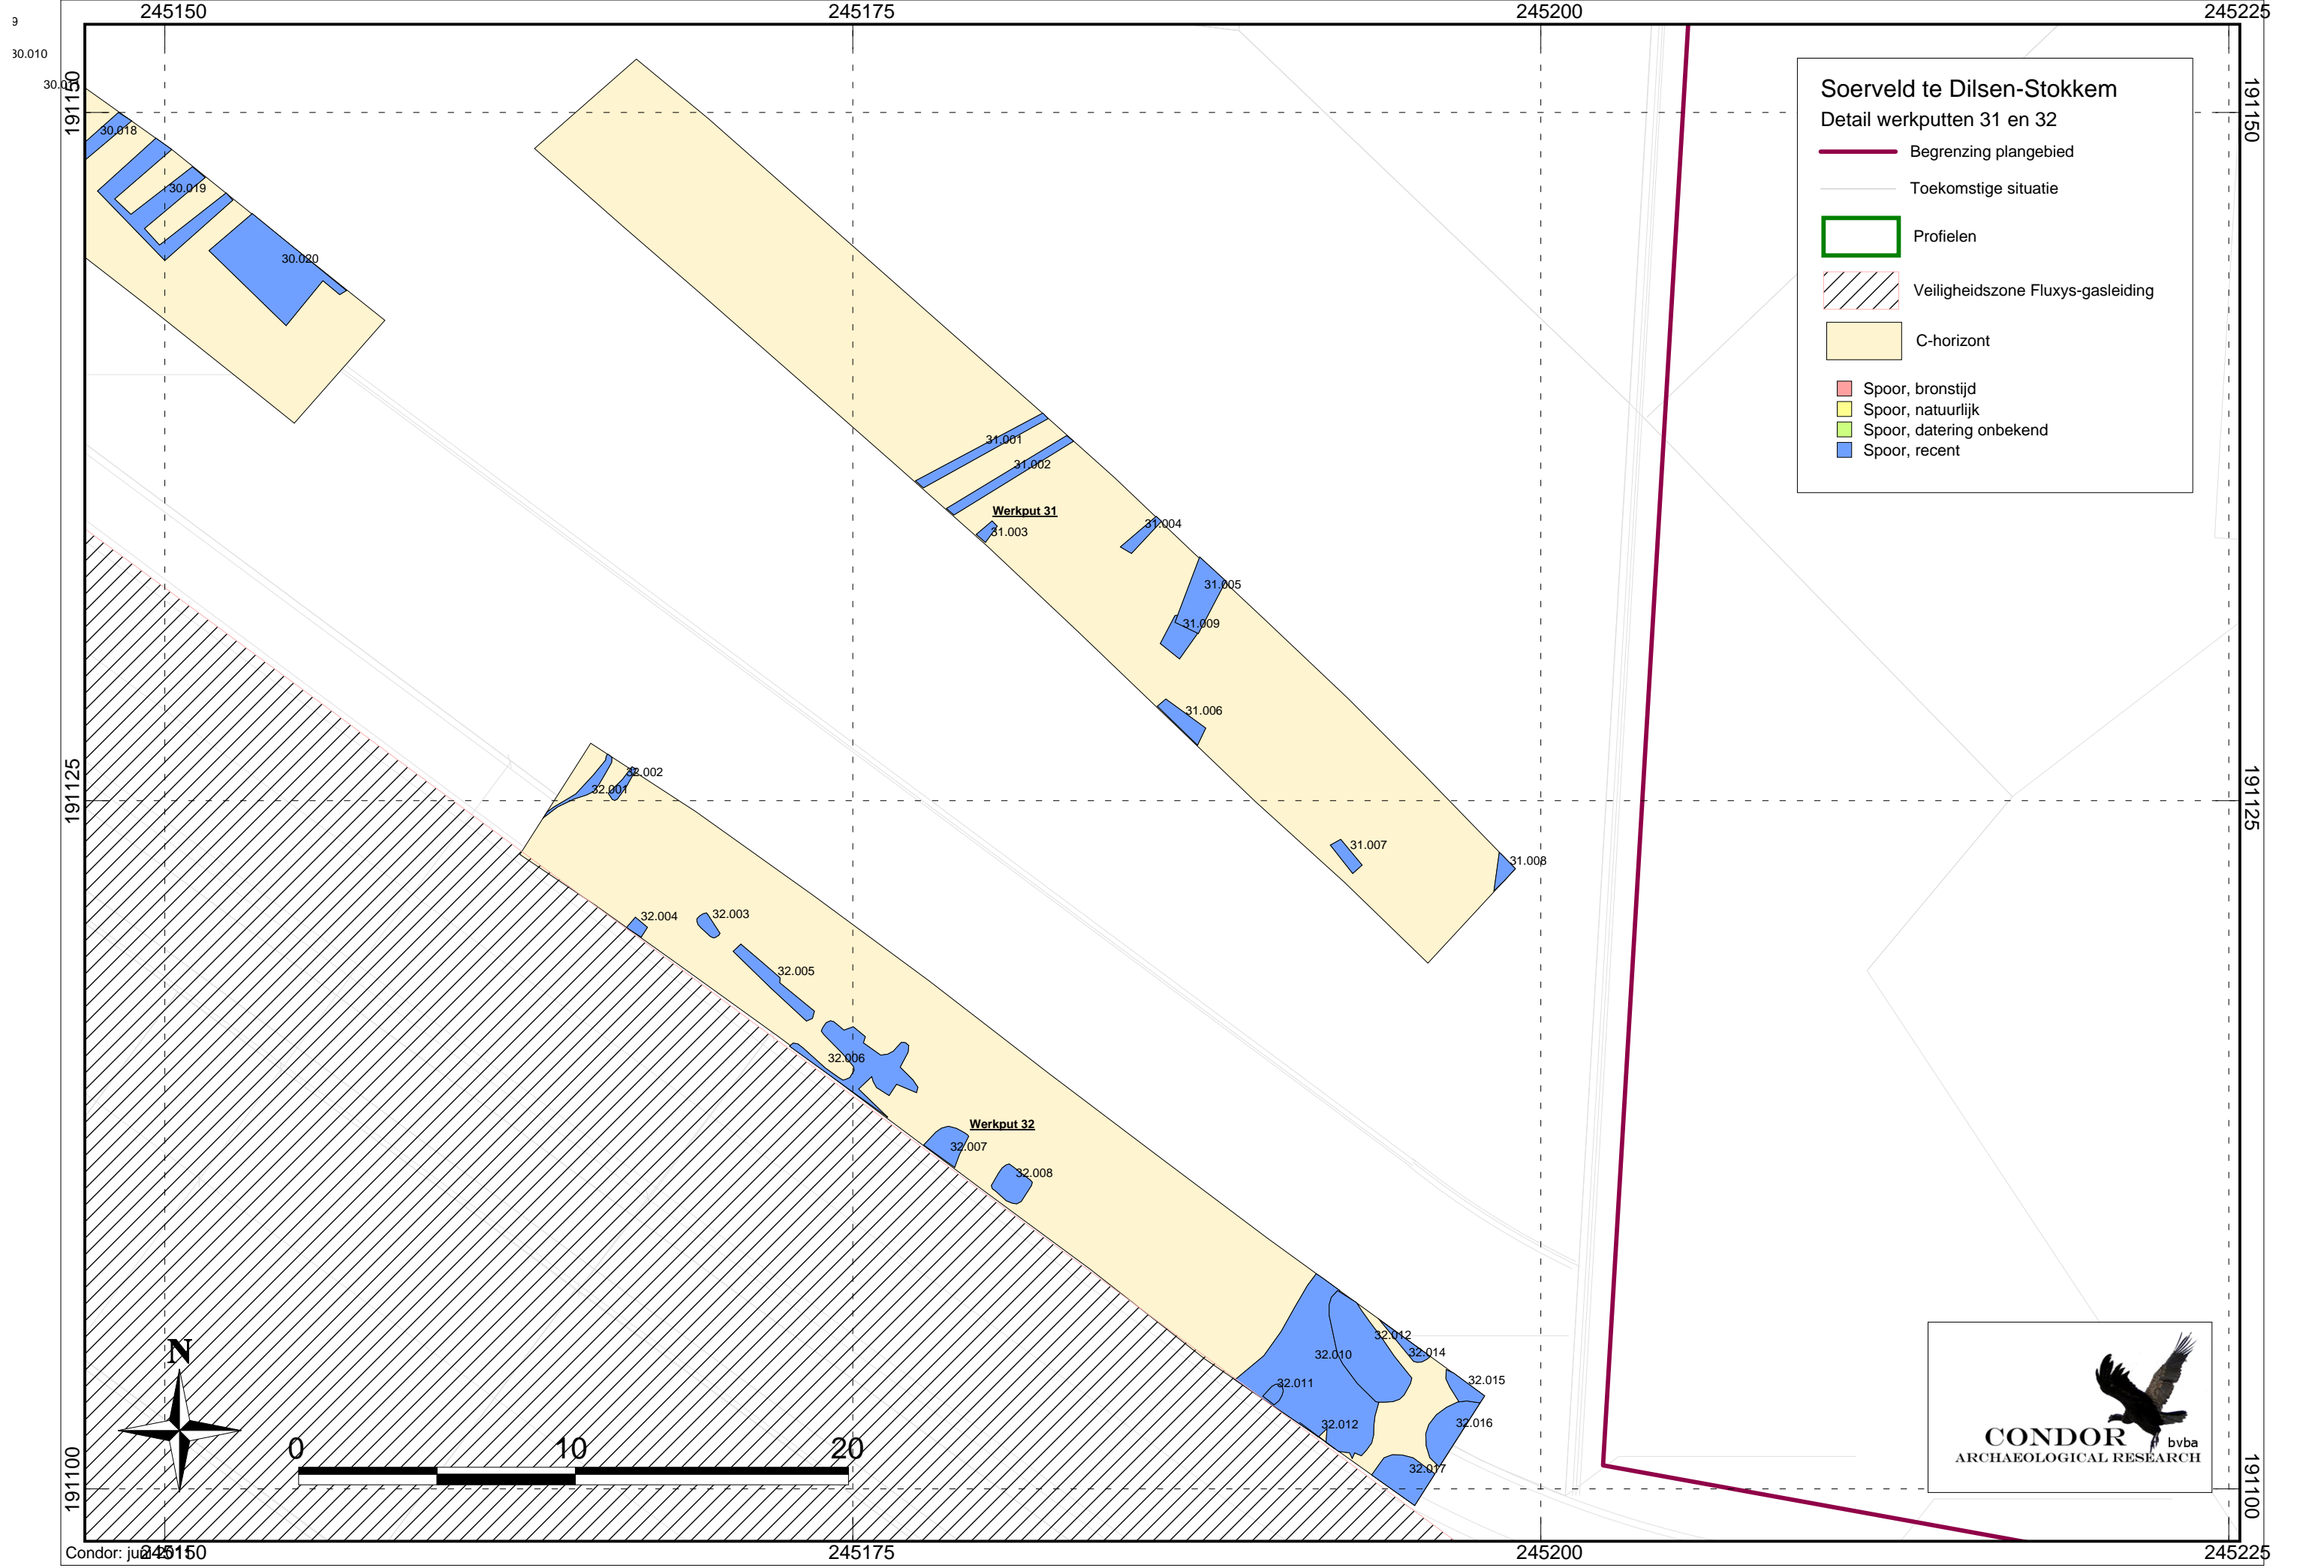 245150
245175
245200
245225
9
30.010
191150
191150
30.018
30.019
30.020
Soerveld te Dilsen-Stokkem
Detail werkputten 31 en 32
Begrenzing plangebied
Toekomstige situatie
Profielen
Veiligheidszone Fluxys-gasleiding
C-horizont
Spoor, bronstijd
Spoor, natuurlijk
Spoor, datering onbekend
Spoor, recent
31.001
31.002
Werkput 31
31.003
31.004
31.005
31.009
31.006
31.007
31.008
191125
191125
32.002
32.001
32.004
32.003
32.005
32.006
Werkput 32
32.007
32.008
32.012
32.010
32.014
32.011
32.015
32.012
32.016
32.017
N
0
10
20
CONDOR bvba
ARCHAEOLOGICAL RESEARCH
191100
191100
Condor:
245150
245175
245200
245225